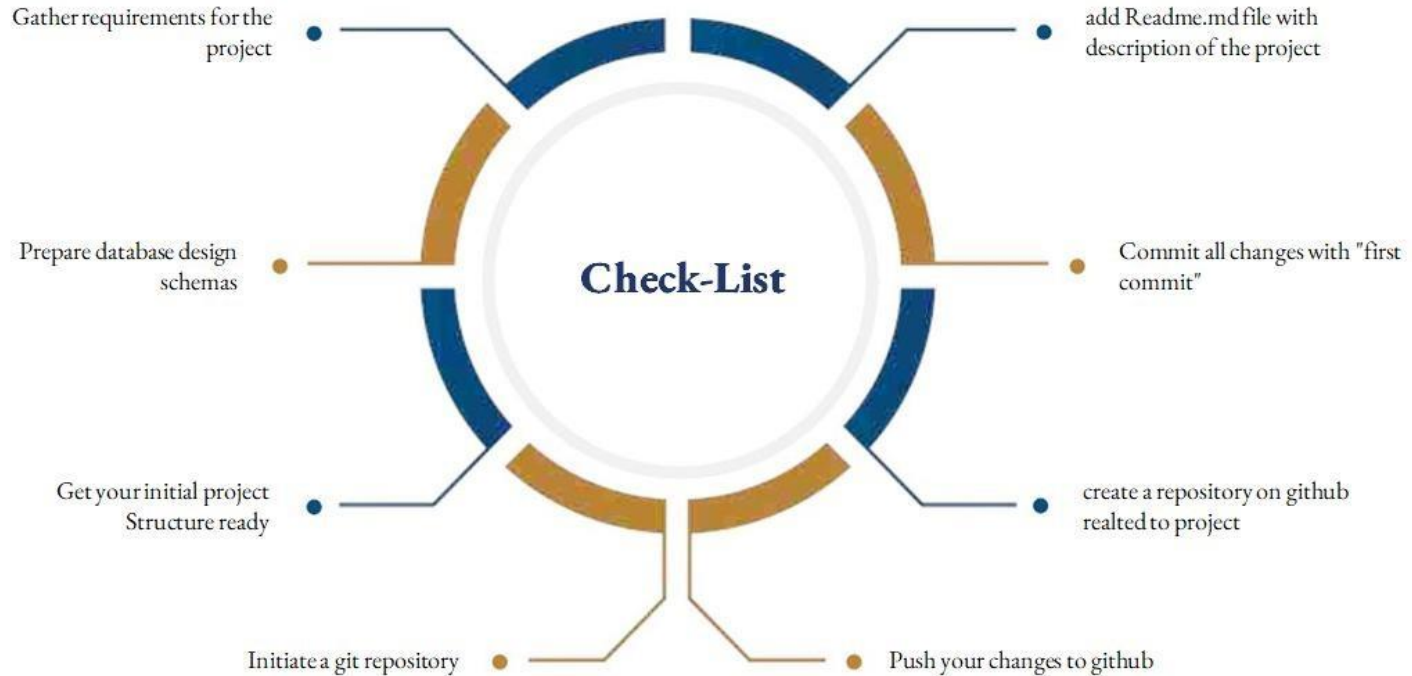 Gather requirements for the
project
Prepare database design
schemas
Get your initial project
Structure ready
Initiate a git repository
Check-List
add Readme.md file with
description of the project
Commit all changes with "first
commit"
create a repository on github
realted to project
Push your changes to github